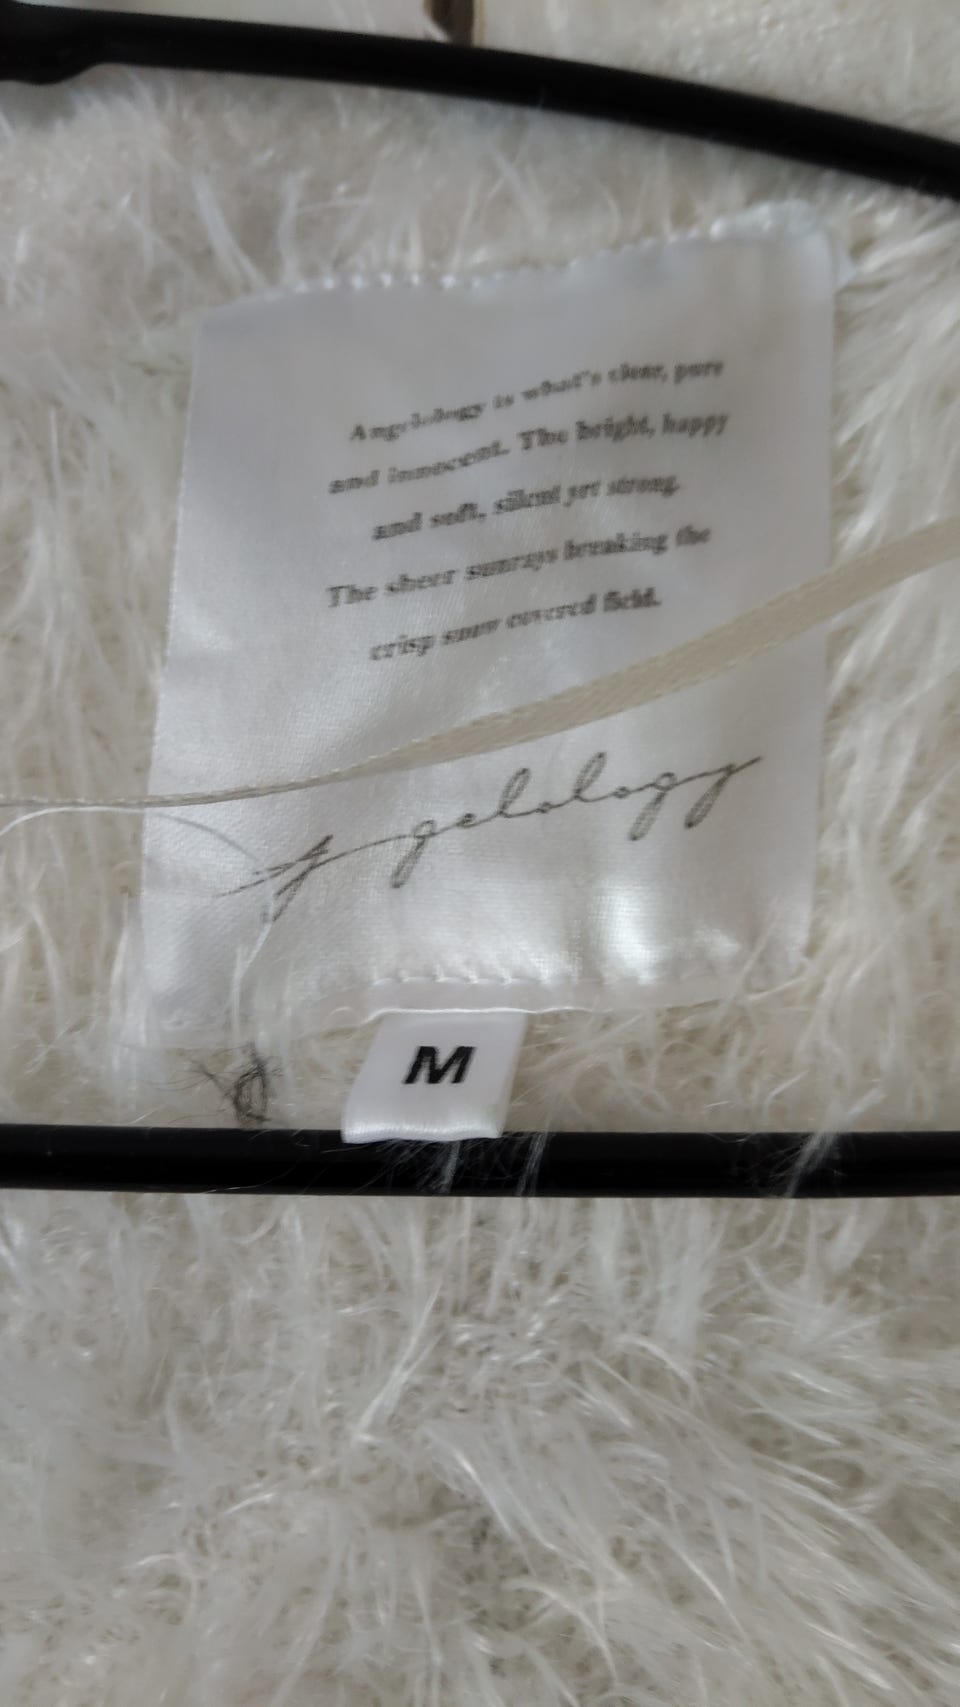 Angelology is what's clear, pure
and innocent. The bright, happy
and soft, silent yet strong.
The sheer sunrays breaking the
crisp snow covered field.
Angelology
M